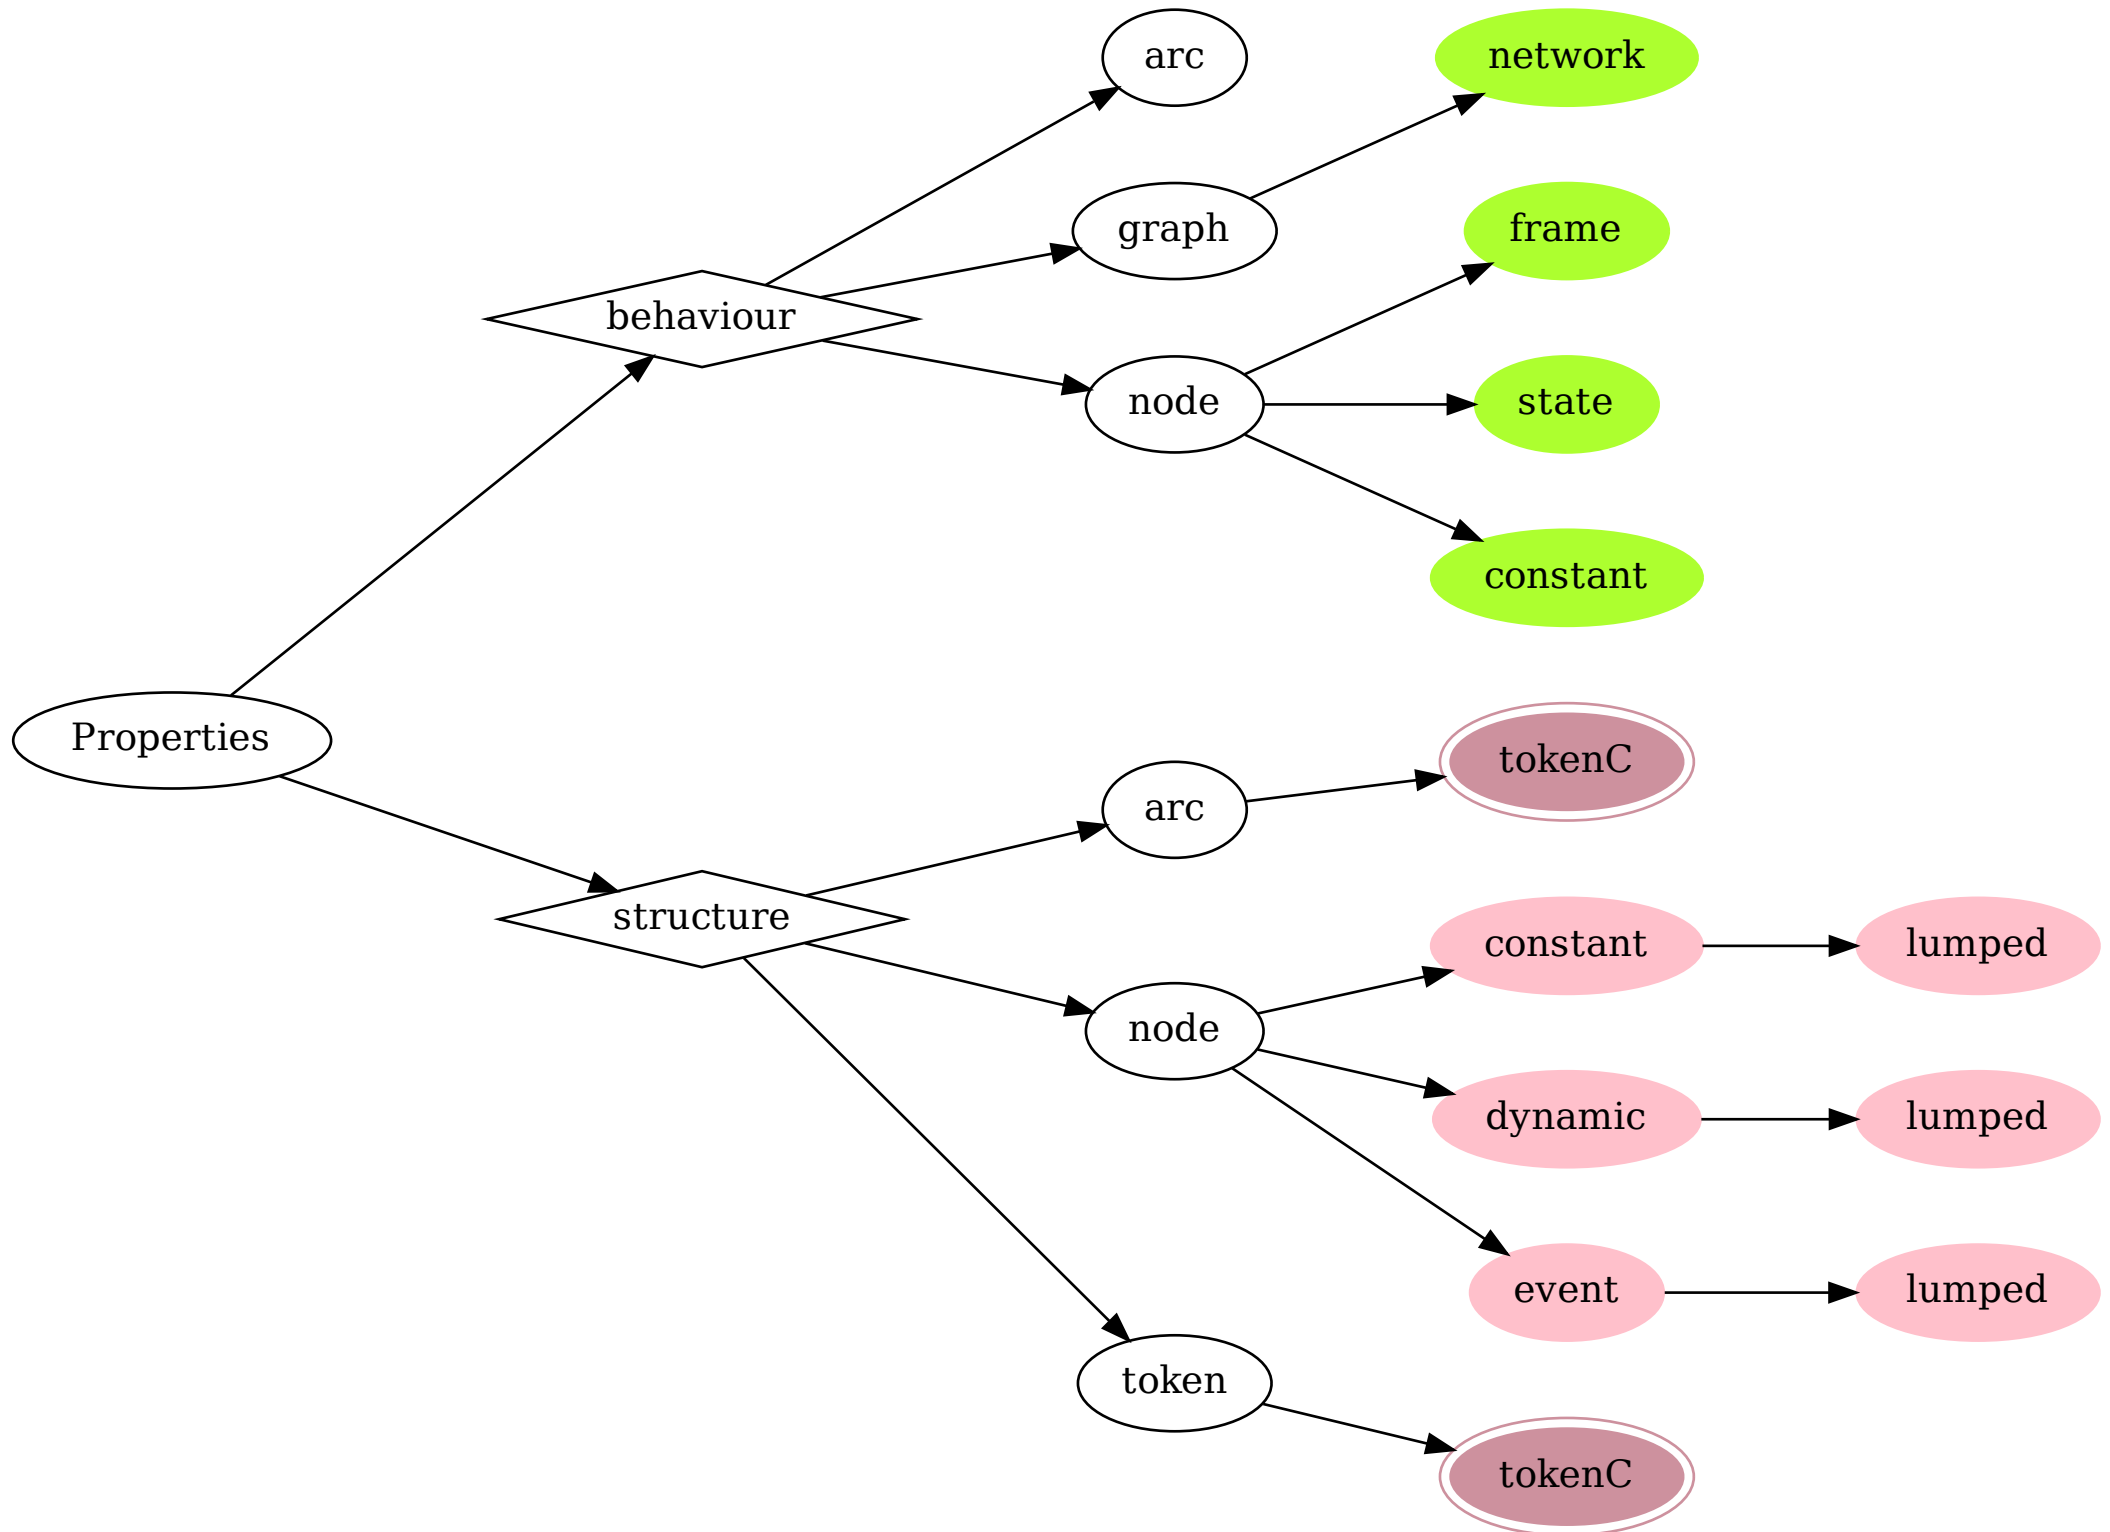 Properties
behaviour
arc
graph
network
node
frame
state
constant
structure
arc
tokenC
node
constant
lumped
dynamic
lumped
event
lumped
token
tokenC